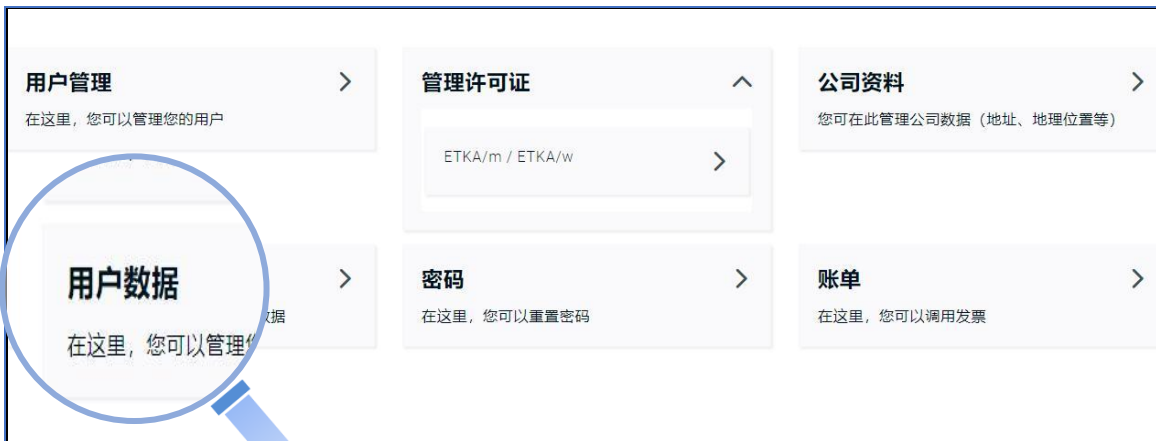 用户管理
在这里，您可以管理您的用户
管理许可证
ETKA/m / ETKA/w
公司资料
您可在此管理公司数据（地址、地理位置等）
用户数据
在这里，您可以管理
据
密码
在这里，您可以重置密码
账单
在这里，您可以调用发票